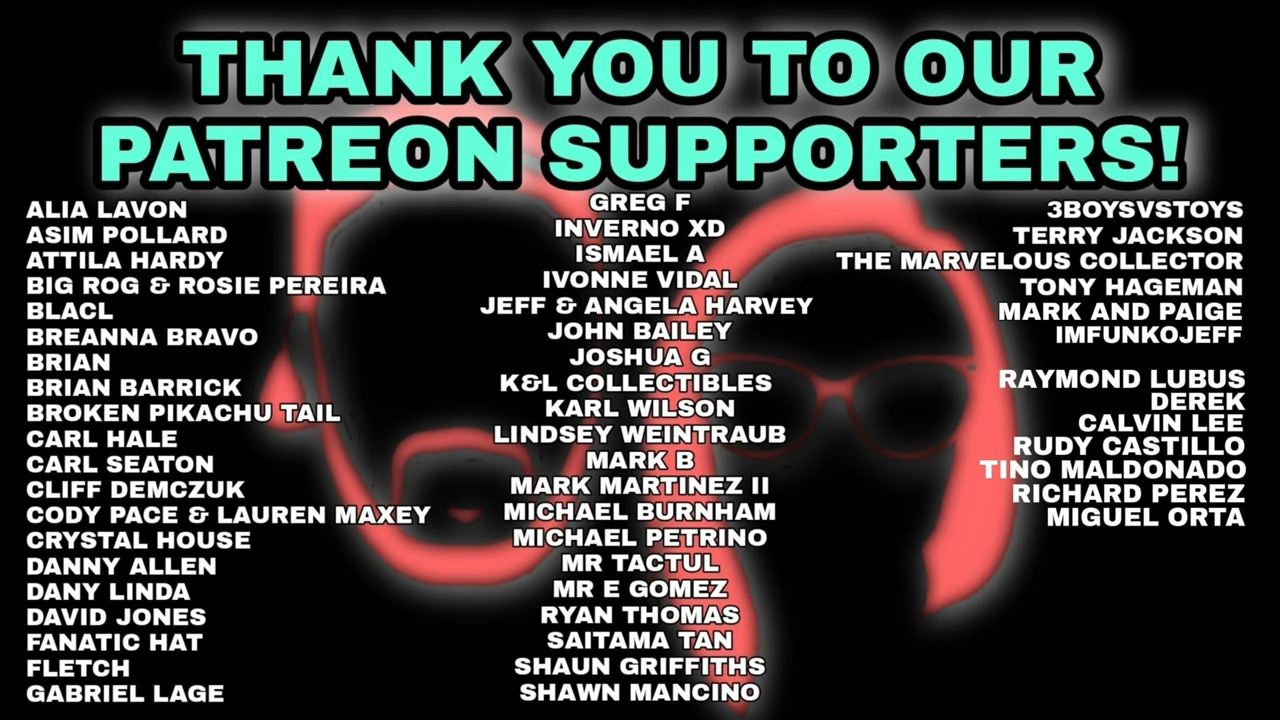 THANK YOU TO OUR
PATREON SUPPORTERS!
ALIA LAVON
ASIM POLLARD
ATTILA HARDY
BIG ROG & ROSIE PEREIRA
BLACL
BREANNA BRAVO
BRIAN
BRIAN BARRICK
BROKEN PIKACHU TAIL
CARL HALE
CARL SEATON
CLIFF DEMCZUK
CODY PACE & LAUREN MAXEY
CRYSTAL HOUSE
DANNY ALLEN
DANY LINDA
DAVID JONES
FANATIC HAT
FLETCH
GABRIEL LAGE
GREG F
INVERNO XD
ISMAEL A
IVONNE VIDAL
JEFF & ANGELA HARVEY
JOHN BAILEY
JOSHUA G
K&L COLLECTIBLES
KARL WILSON
LINDSEY WEINTRAUB
MARK B
MARK MARTINEZ II
MICHAEL BURNHAM
MICHAEL PETRINO
MR TACTUL
MR E GOMEZ
RYAN THOMAS
SAITAMA TAN
SHAUN GRIFFITHS
SHAWN MANCINO
3BOYSVSTOYS
TERRY JACKSON
THE MARVELOUS COLLECTOR
TONY HAGEMAN
MARK AND PAIGE
IMFUNKOJEFF
RAYMOND LUBUS
DEREK
CALVIN LEE
RUDY CASTILLO
TINO MALDONADO
RICHARD PEREZ
MIGUEL ORTA